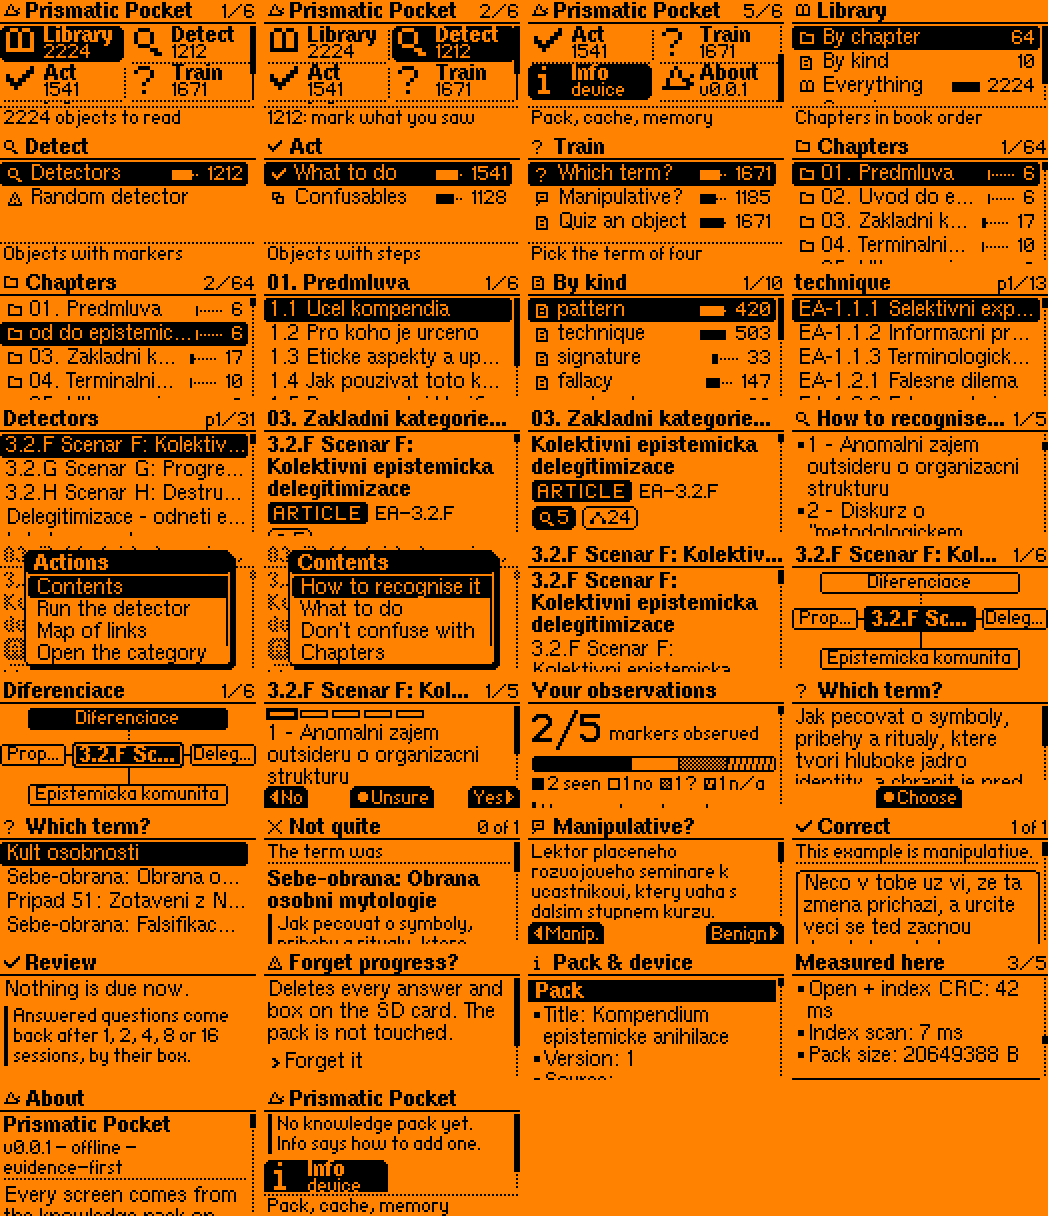 Prismatic Pocket 1/6
Library 2224
Detect 1212
Act 1541
Train 1671
2224 objects to read
Prismatic Pocket 2/6
Library 2224
Detect 1212
Act 1541
Train 1671
1212: mark what you saw
Prismatic Pocket 5/6
Act 1541
Train 1671
Info device
About v0.0.1
Pack, cache, memory
Library
By chapter 64
By kind 10
Everything 2224
Chapters in book order
Detect
Detectors 1212
Random detector
Objects with markers
Act
What to do 1541
Confusables 1128
Objects with steps
Train
Which term? 1671
Manipulative? 1185
Quiz an object 1671
Pick the term of four
Chapters 1/64
01. Predmluva 6
02. Uvod do e... 6
03. Zakladni k... 17
04. Terminalni... 10
Chapters 2/64
01. Predmluva 6
od do epistemic... 6
03. Zakladni k... 17
04. Terminalni... 10
01. Predmluva 1/6
1.1 Ucel kompendia
1.2 Pro koho je urceno
1.3 Eticke aspekty a up...
1.4 Jak pouzivat toto k...
By kind 1/10
pattern 420
technique 503
signature 33
fallacy 147
technique p1/13
EA-1.1.1 Selektivni exp...
EA-1.1.2 Informacni pr...
EA-1.1.3 Terminologick...
EA-1.2.1 Falesne dilema
Detectors p1/31
3.2.F Scenar F: Kolektiv...
3.2.G Scenar G: Progre...
3.2.H Scenar H: Destru...
Delegitimizace - odneti e...
03. Zakladni kategorie...
3.2.F Scenar F:
Kolektivni epistemicka
delegitimizace
ARTICLE EA-3.2.F
03. Zakladni kategorie...
Kolektivni epistemicka
delegitimizace
ARTICLE EA-3.2.F
5 24
How to recognise... 1/5
1 - Anomalni zajem
outsideru o organizacni
strukturu
2 - Diskurz o
"metodologickem
Actions
Contents
Run the detector
Map of links
Open the category
Contents
How to recognise it
What to do
Don't confuse with
Chapters
3.2.F Scenar F: Kolektiv...
3.2.F Scenar F:
Kolektivni epistemicka
delegitimizace
3.2.F Scenar F:
Kolektivni epistemicka
3.2.F Scenar F: Kol... 1/6
Diferenciace
Prop... 3.2.F Sc... Deleg...
Epistemicka komunita
Diferenciace 1/6
Diferenciace
Prop... 3.2.F Sc... Deleg...
Epistemicka komunita
3.2.F Scenar F: Kol... 1/5
1 - Anomalni zajem
outsideru o organizacni
strukturu
No Unsure Yes
Your observations
2/5 markers observed
2 seen 1 no 1 ? 1 n/a
Which term?
Jak pecovat o symboly,
pribehy a ritualy, ktere
tvori hluboke jadro
identity, a chranit je pred
Choose
Which term?
Kult osobnosti
Sebe-obrana: Obrana o...
Pripad 51: Zotaveni z N...
Sebe-obrana: Falsifikac...
Not quite 0 of 1
The term was
Sebe-obrana: Obrana
osobni mytologie
Jak pecovat o symboly,
pribehy a ritualy, ktere
Manipulative?
Lektor placeneho
rozvojoveho seminare k
ucastnikovi, ktery vaha s
dalsim stupnem kurzu.
Manip. Benign
Correct 1 of 1
This example is manipulative.
Neco v tobe uz vi, ze ta
zmena prichazi, a urcite
veci se ted zacnou
Review
Nothing is due now.
Answered questions come
back after 1, 2, 4, 8 or 16
sessions, by their box.
Forget progress?
Deletes every answer and
box on the SD card. The
pack is not touched.
Forget it
Pack & device
Pack
Title: Kompendium
epistemicke anihilace
Version: 1
Source:
Measured here 3/5
Open + index CRC: 42
ms
Index scan: 7 ms
Pack size: 20649388 B
About
Prismatic Pocket
v0.0.1 - offline -
evidence-first
Every screen comes from
the knowledge pack on
Prismatic Pocket
No knowledge pack yet.
Info says how to add one.
Info device
Pack, cache, memory